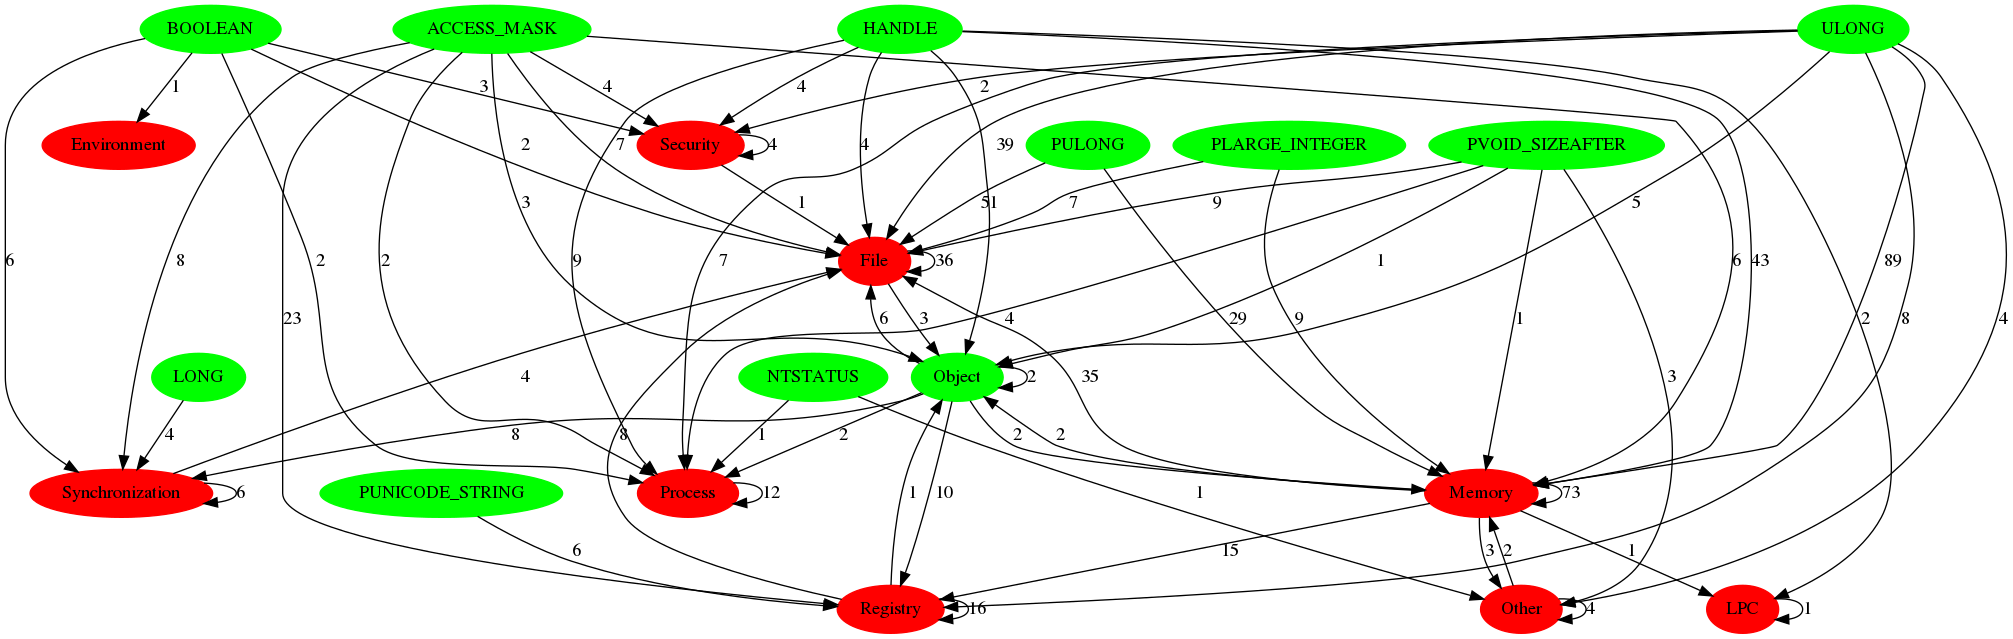 BOOLEAN ACCESS_MASK HANDLE ULONG
1 3 4 4 2
Environment Security 4 PULONG PLARGE_INTEGER PVOID_SIZEAFTER
2 7 4 39
3 1 51 7 9 5
6 8 2 2 9 7 File 36 1 6 43 89
23 6 3 4 29 9 1 2 8 4
LONG NTSTATUS Object 2
4 35 3
4 8 8 1 2 2 2
Synchronization 6 PUNICODE_STRING Process 12 1 10 1 Memory 73
6 15 3 2 1
Registry 16 Other 4 LPC 1